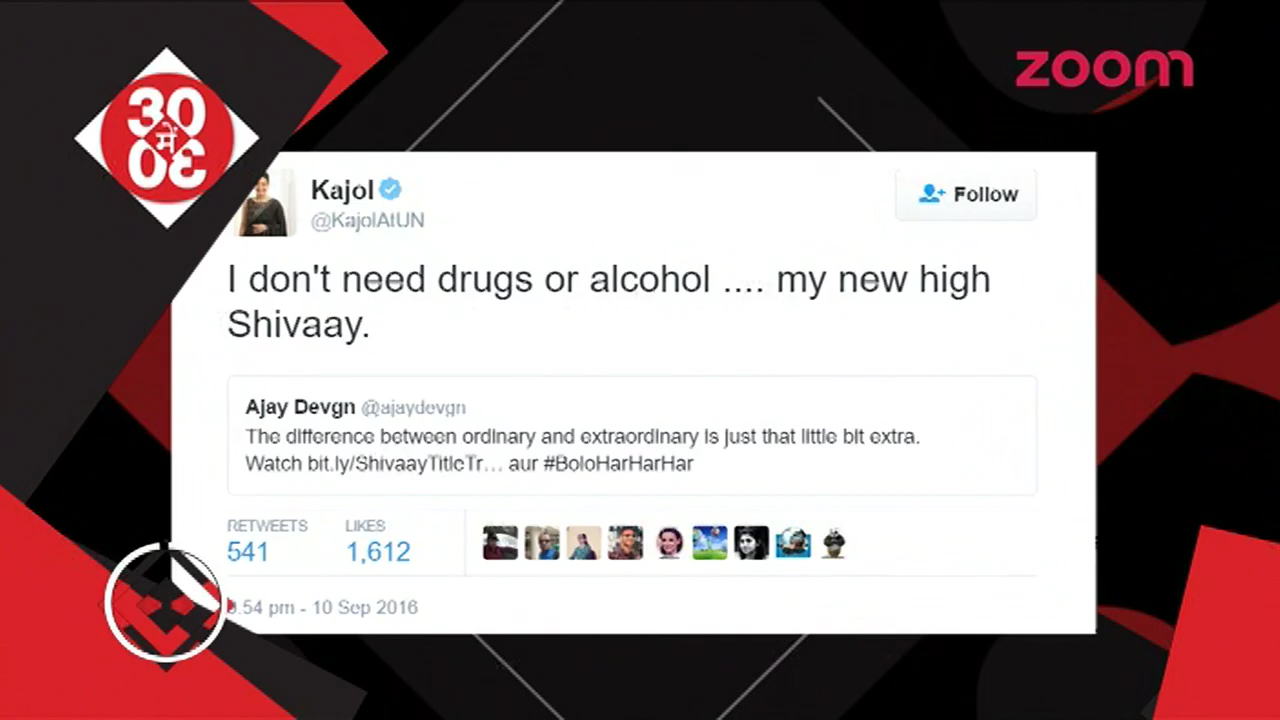 30
में
30
zoom
Kajol
@KajolAtUN
Follow
I don't need drugs or alcohol .... my new high
Shivaay.
Ajay Devgn @ajaydevgn
The difference between ordinary and extraordinary is just that little bit extra.
Watch bit.ly/ShivaayTitleTr… aur #BoloHarHarHar
RETWEETS LIKES
541 1,612
.54 pm - 10 Sep 2016